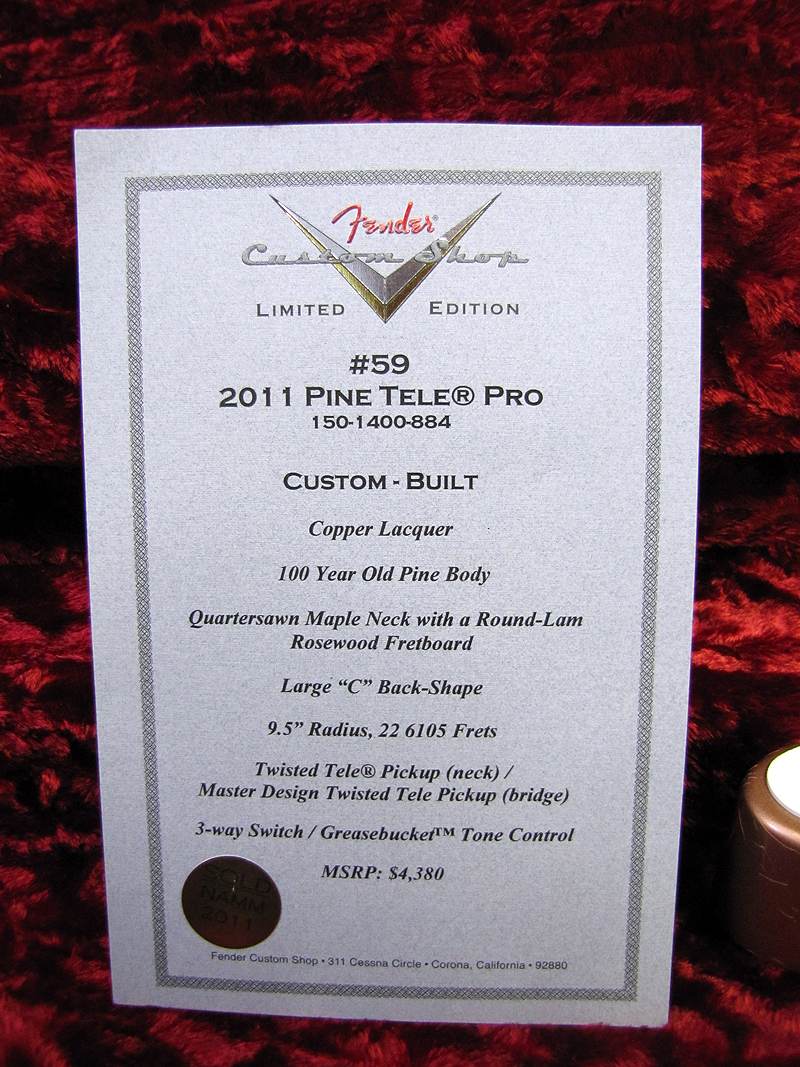 Fender®
Custom Shop
LIMITED EDITION
#59
2011 PINE TELE® PRO
150-1400-884
CUSTOM - BUILT
Copper Lacquer
100 Year Old Pine Body
Quartersawn Maple Neck with a Round-Lam
Rosewood Fretboard
Large “C” Back-Shape
9.5” Radius, 22 6105 Frets
Twisted Tele® Pickup (neck) /
Master Design Twisted Tele Pickup (bridge)
3-way Switch / Greasebucket™ Tone Control
MSRP: $4,380
SOLD
NAMM
2011
Fender Custom Shop • 311 Cessna Circle • Corona, California • 92880